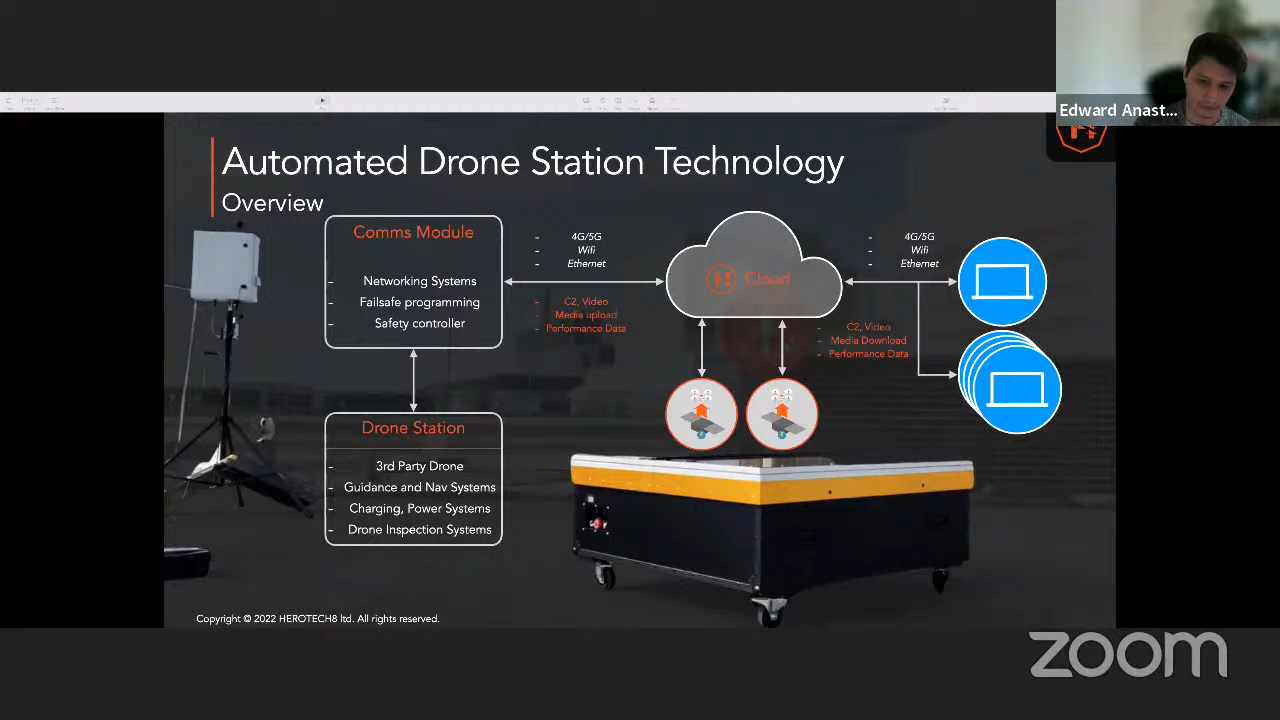 Edward Anast...
Automated Drone Station Technology
Overview
Comms Module
- Networking Systems
- Failsafe programming
- Safety controller
- 4G/5G
- Wifi
- Ethernet
- C2, Video
- Media upload
- Performance Data
Cloud
- 4G/5G
- Wifi
- Ethernet
- C2, Video
- Media Download
- Performance Data
Drone Station
- 3rd Party Drone
- Guidance and Nav Systems
- Charging, Power Systems
- Drone Inspection Systems
Copyright © 2022 HEROTECH8 ltd. All rights reserved.
zoom